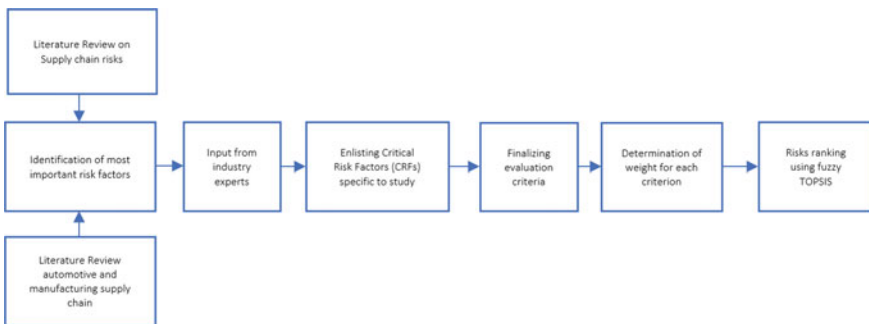 Literature Review on
Supply chain risks
Identification of most
important risk factors
Input from
industry
experts
Enlisting Critical
Risk Factors (CRFs)
specific to study
Finalizing
evaluation
criteria
Determination of
weight for each
criterion
Risks ranking
using fuzzy
TOPSIS
Literature Review
automotive and
manufacturing supply
chain